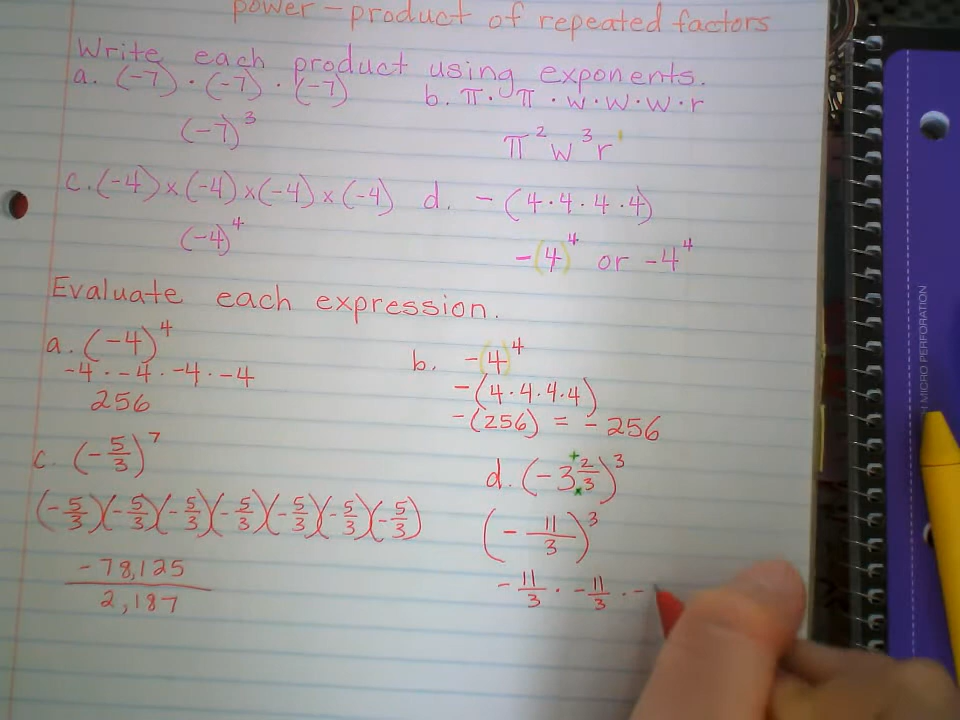 power – product of repeated factors
Write each product using exponents.
a. (-7) · (-7) · (-7)
b. π · π · w · w · w · r
(-7)³
π² w³ r¹
c. (-4) × (-4) × (-4) × (-4)
d. - (4 · 4 · 4 · 4)
(-4)⁴
-(4)⁴ or -4⁴
Evaluate each expression.
a. (-4)⁴
-4 · -4 · -4 · -4
256
b. -(4)⁴
-(4 · 4 · 4 · 4)
-(256) = -256
c. (-5/3)⁷
(-5/3)(-5/3)(-5/3)(-5/3)(-5/3)(-5/3)(-5/3)
-78,125
2,187
d. (-3 + 2/3 ×)³
(-11/3)³
-11/3 · -11/3 · -
MICRO PERFORATION